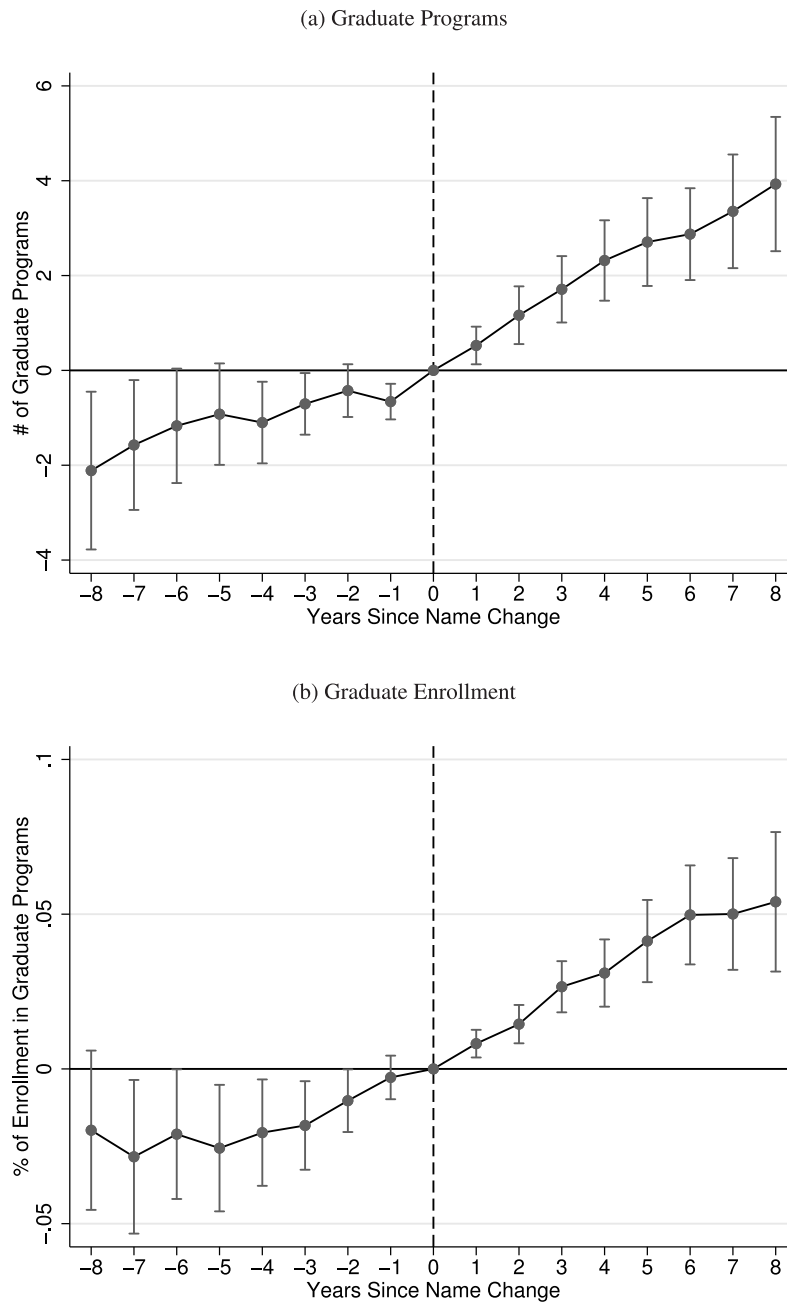 (a) Graduate Programs
6
4
2
0
−2
−4
# of Graduate Programs
−8 −7 −6 −5 −4 −3 −2 −1 0 1 2 3 4 5 6 7 8
Years Since Name Change
(b) Graduate Enrollment
.1
.05
0
−.05
% of Enrollment in Graduate Programs
−8 −7 −6 −5 −4 −3 −2 −1 0 1 2 3 4 5 6 7 8
Years Since Name Change